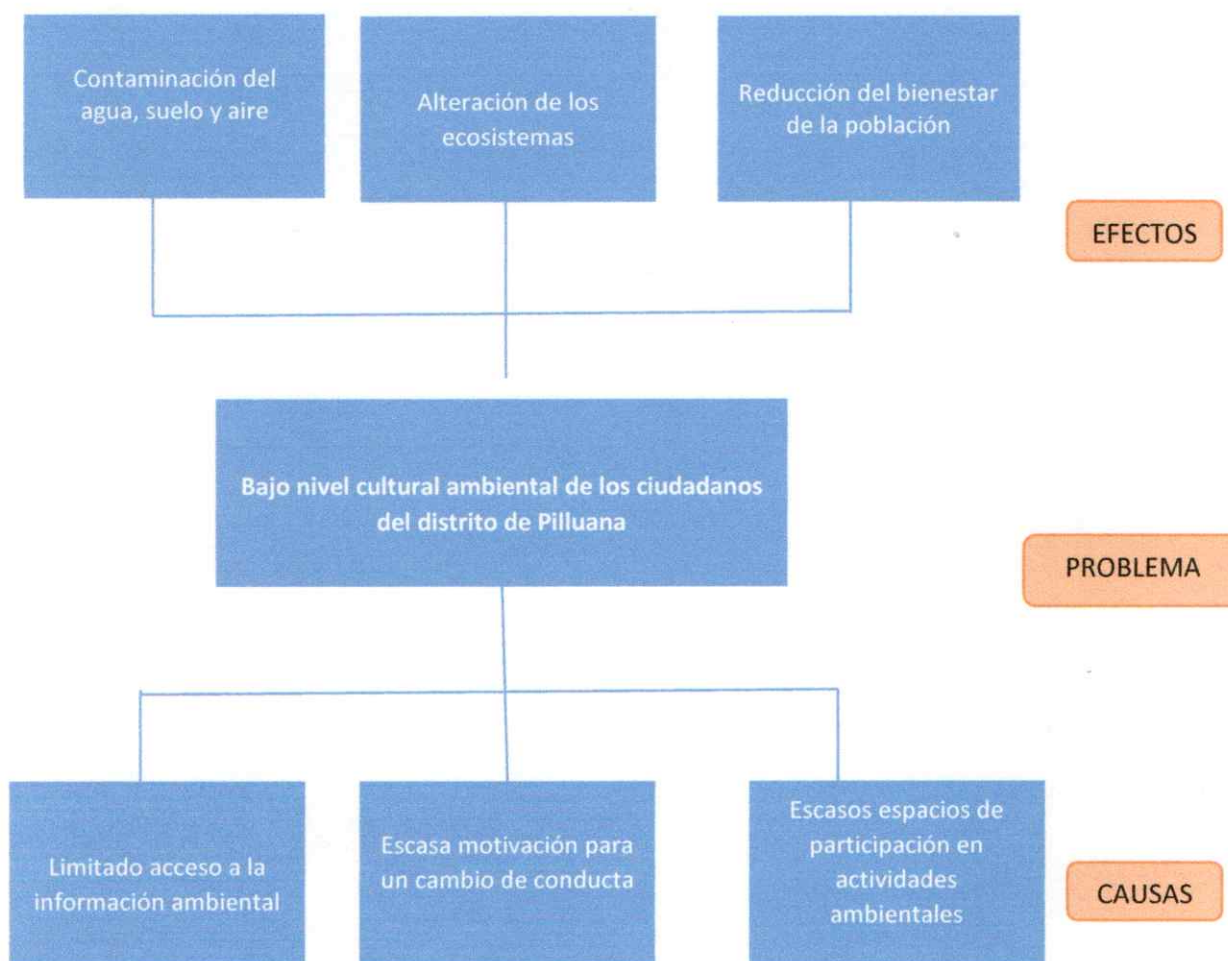 Contaminación del
agua, suelo y aire
Alteración de los
ecosistemas
Reducción del bienestar
de la población
EFECTOS
Bajo nivel cultural ambiental de los ciudadanos
del distrito de Pilluana
PROBLEMA
Limitado acceso a la
información ambiental
Escasa motivación para
un cambio de conducta
Escasos espacios de
participación en
actividades
ambientales
CAUSAS